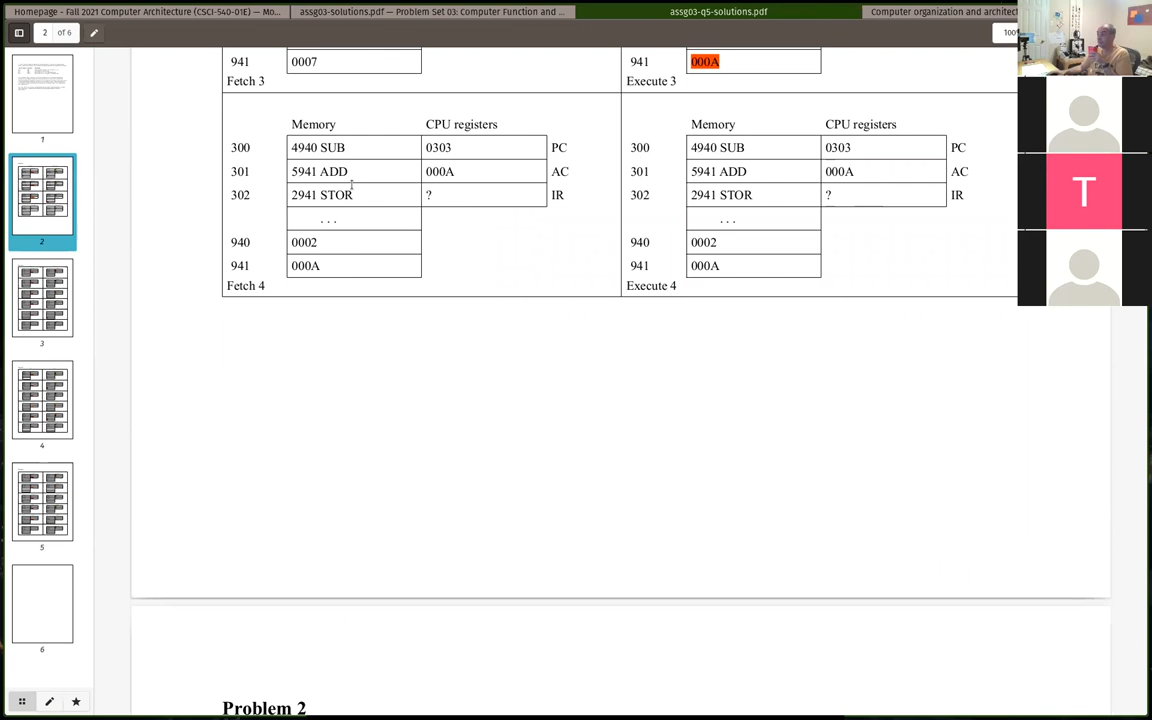 Homepage - Fall 2021 Computer Architecture (CSCI-540-01E) — Mo...
assg03-solutions.pdf — Problem Set 03: Computer Function and ...
assg03-q5-solutions.pdf
Computer organization and architect
2 of 6
100%
941 0007
Fetch 3
941 000A
Execute 3
Memory CPU registers
300 4940 SUB 0303 PC
301 5941 ADD 000A AC
302 2941 STOR ? IR
. . .
940 0002
941 000A
Fetch 4
Memory CPU registers
300 4940 SUB 0303 PC
301 5941 ADD 000A AC
302 2941 STOR ? IR
. . .
940 0002
941 000A
Execute 4
Problem 2
1
2
3
4
5
6
T